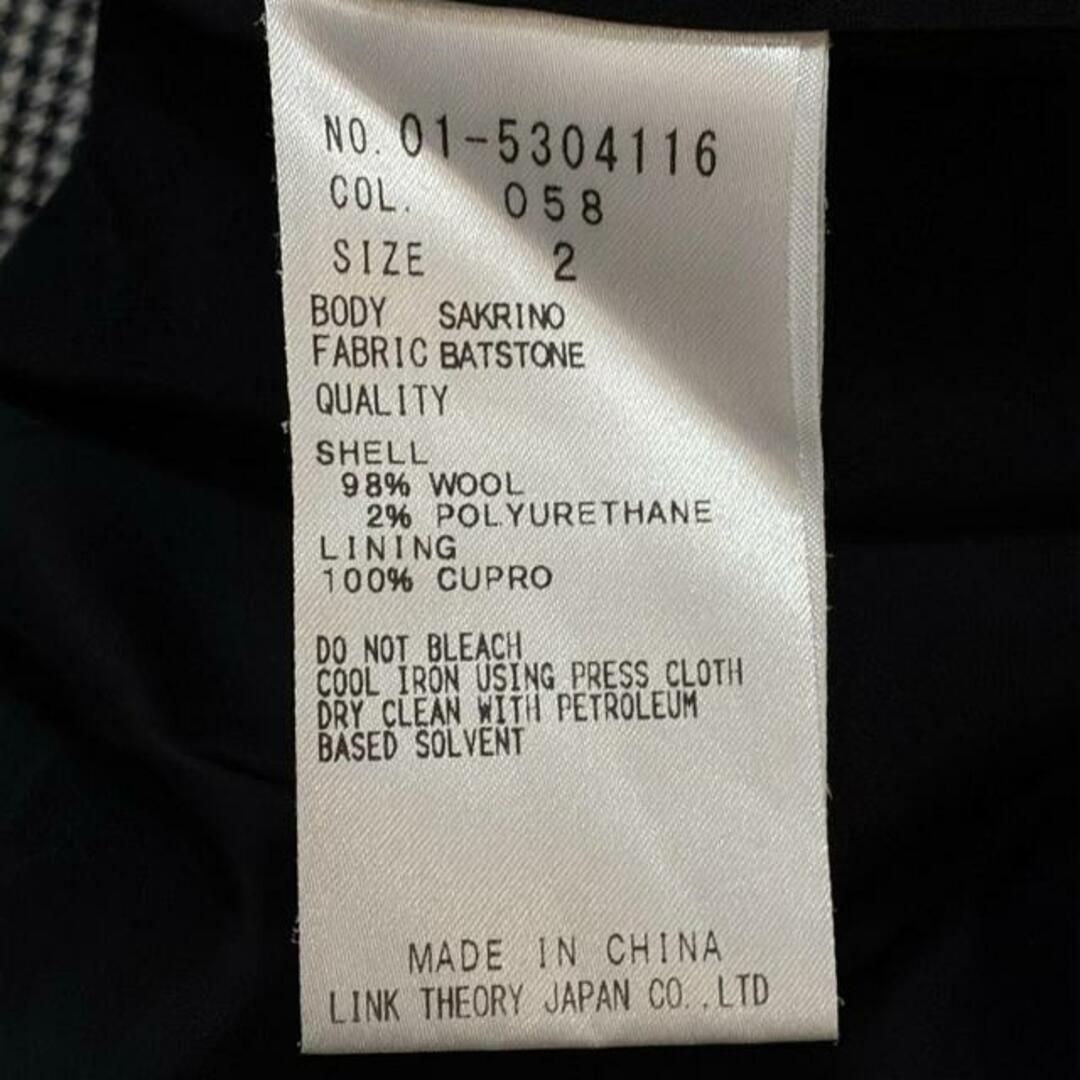 NO. 01-5304116
COL. 058
SIZE 2
BODY SAKRINO
FABRIC BATSTONE
QUALITY
SHELL
98% WOOL
2% POLYURETHANE
LINING
100% CUPRO
DO NOT BLEACH
COOL IRON USING PRESS CLOTH
DRY CLEAN WITH PETROLEUM
BASED SOLVENT
MADE IN CHINA
LINK THEORY JAPAN CO.,LTD